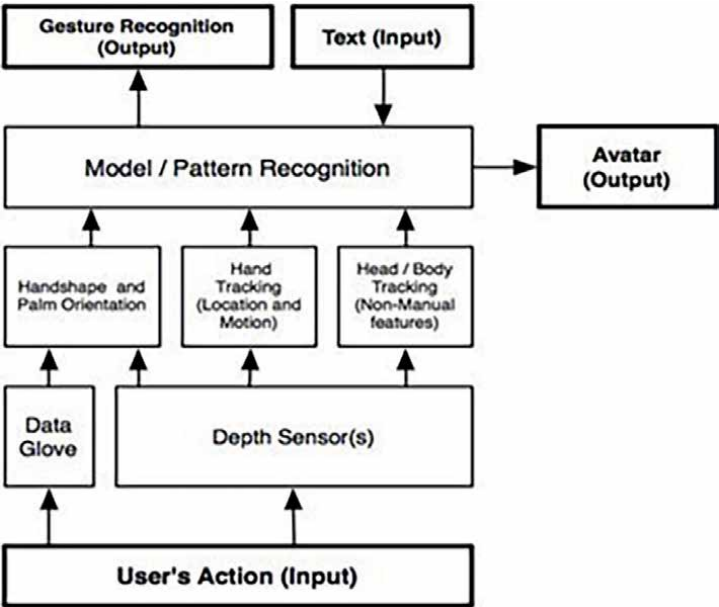 Gesture Recognition
(Output)
Text (Input)
Model / Pattern Recognition
Avatar
(Output)
Handshape and
Palm Orientation
Hand
Tracking
(Location and
Motion)
Head / Body
Tracking
(Non-Manual
features)
Data
Glove
Depth Sensor(s)
User's Action (Input)